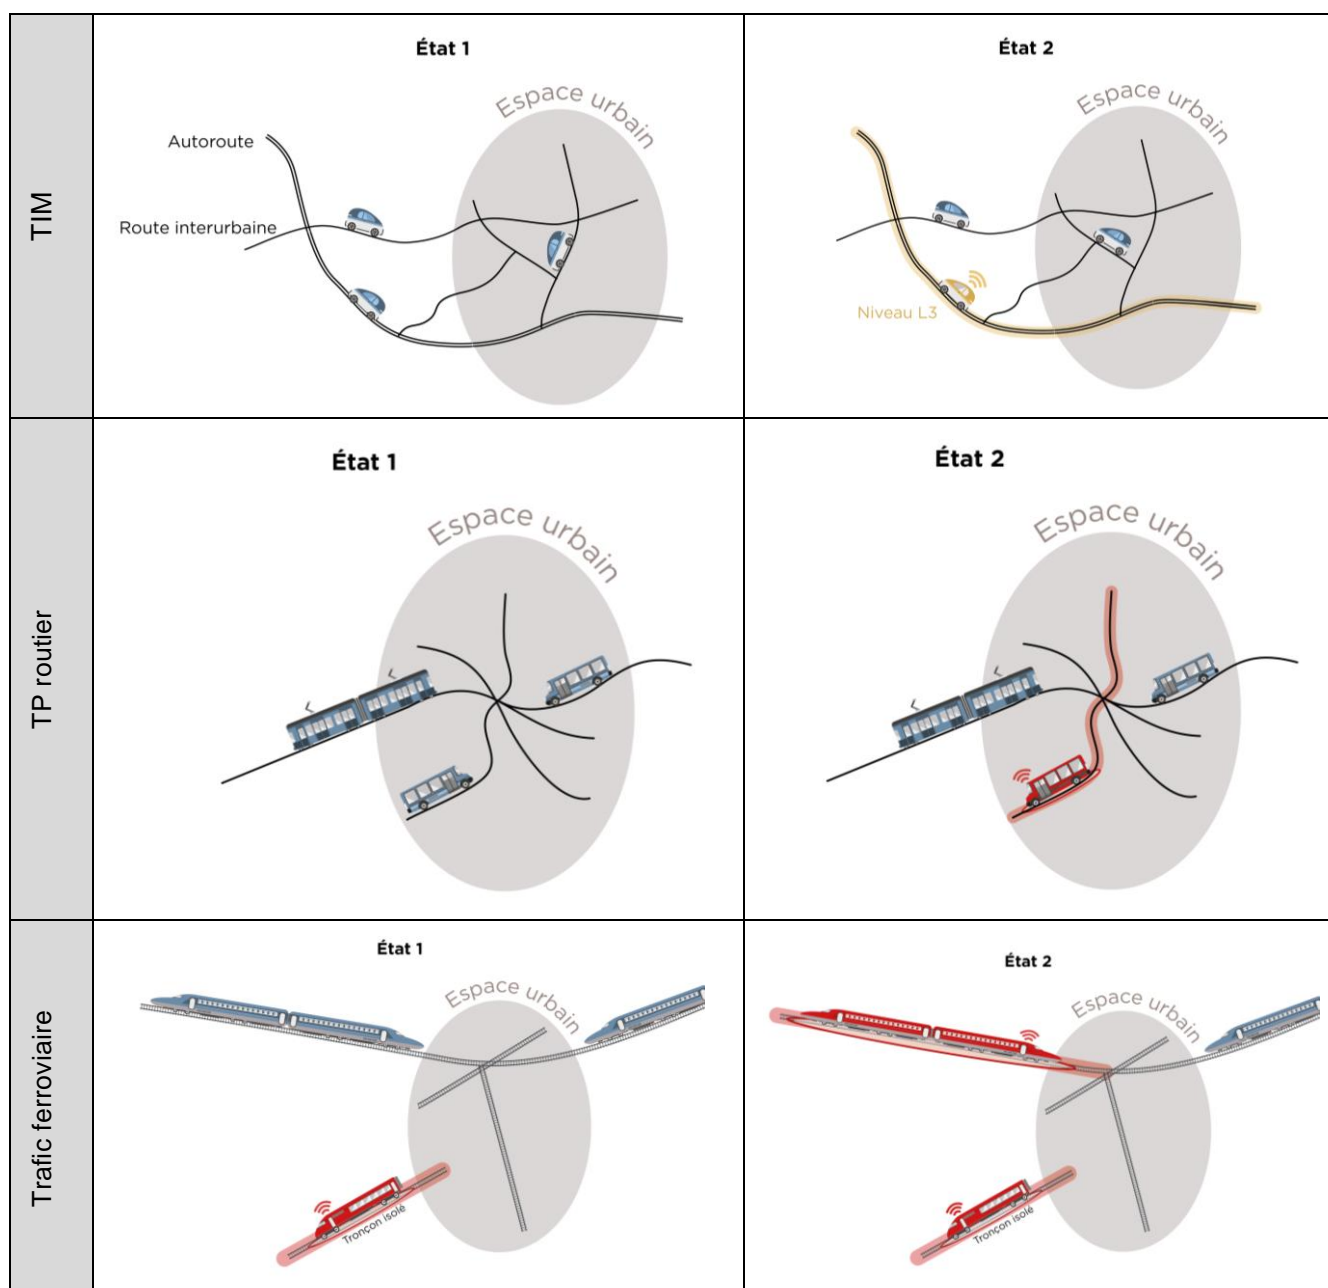 TIM
État 1
Espace urbain
Autoroute
Route interurbaine
État 2
Espace urbain
Niveau L3
TP routier
État 1
Espace urbain
État 2
Espace urbain
Trafic ferroviaire
État 1
Espace urbain
Tronçon isolé
État 2
Espace urbain
Tronçon isolé